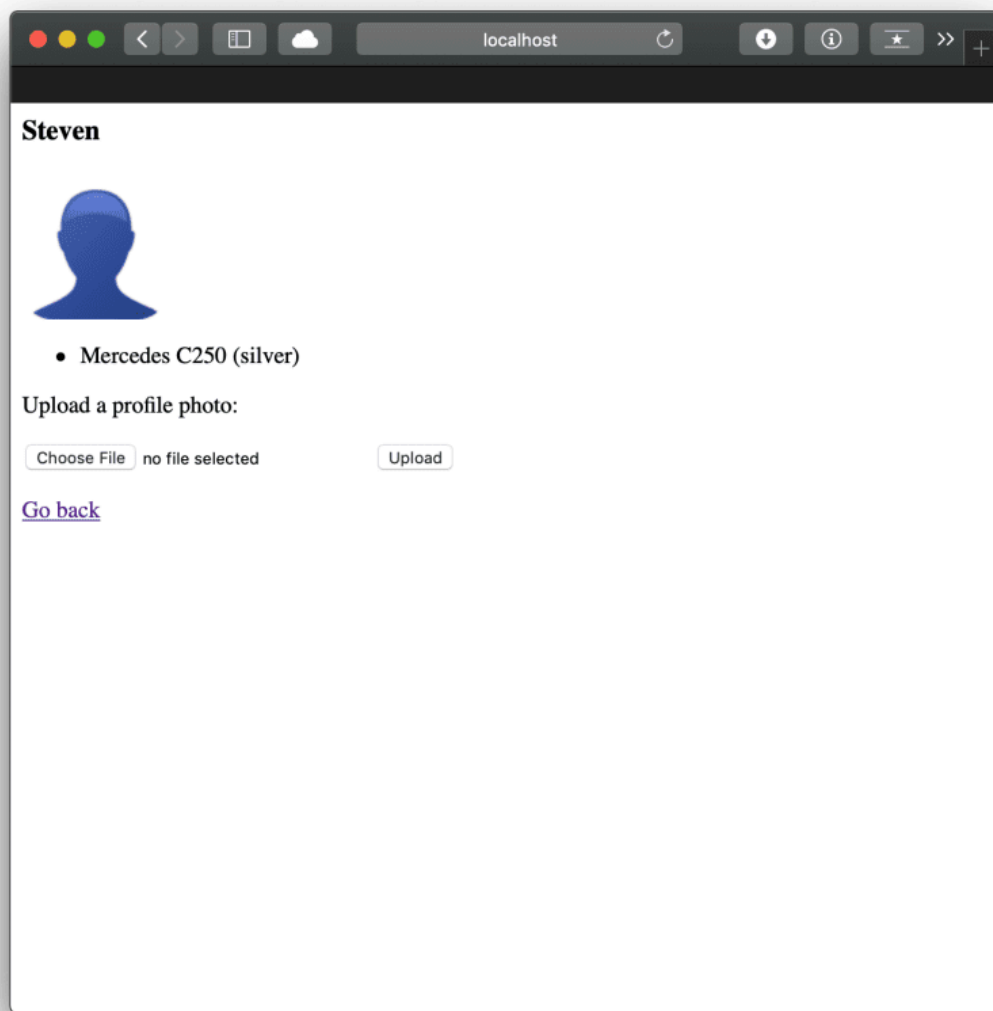 localhost
Steven
Mercedes C250 (silver)
Upload a profile photo:
Choose File no file selected Upload
Go back